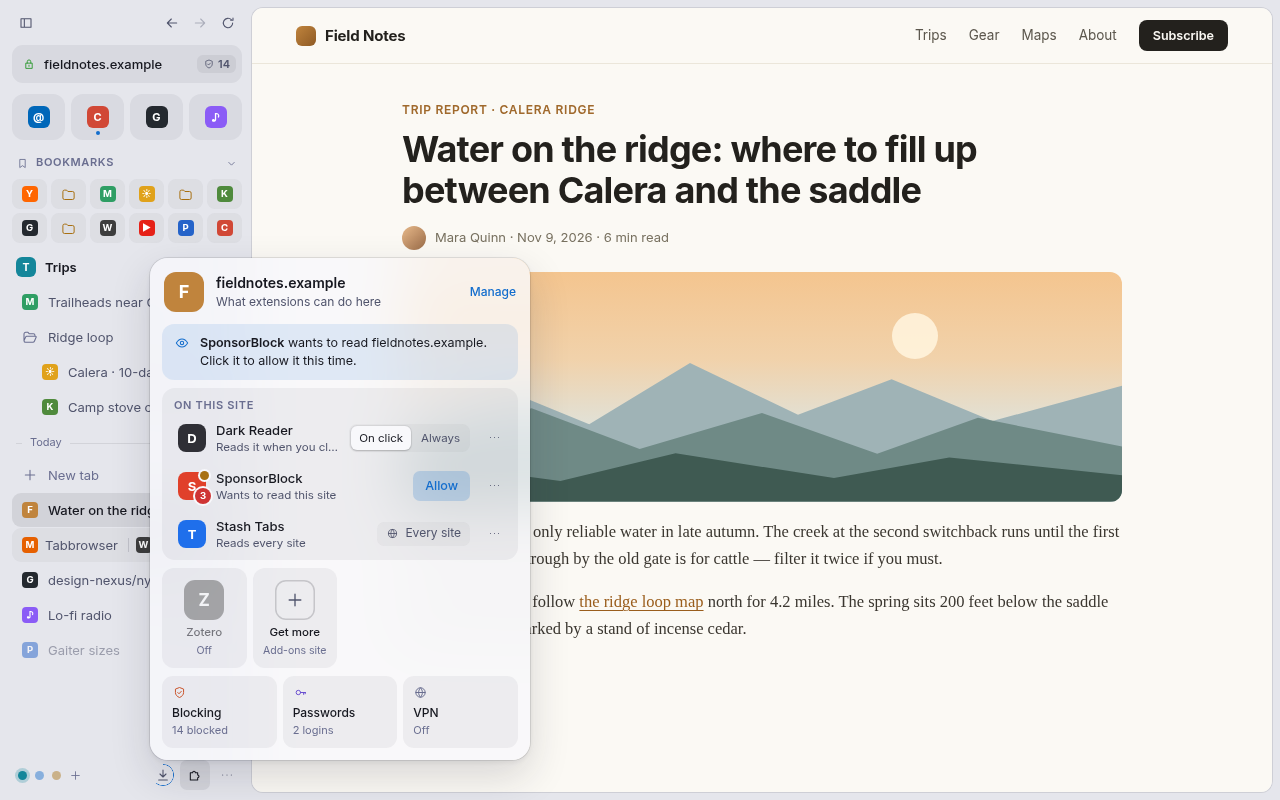 fieldnotes.example
14
@
C
G
BOOKMARKS
Y
M
K
G
W
P
C
T Trips
M Trailheads near
Ridge loop
Calera · 10-da
K Camp stove
Today
New tab
F Water on the ridg
M Tabbrowser W
G design-nexus/ny
Lo-fi radio
P Gaiter sizes
F
fieldnotes.example
What extensions can do here
Manage
SponsorBlock wants to read fieldnotes.example.
Click it to allow it this time.
ON THIS SITE
D
Dark Reader
Reads it when you cl…
On click
Always
S
3
SponsorBlock
Wants to read this site
Allow
T
Stash Tabs
Reads every site
Every site
Z
Zotero
Off
Get more
Add-ons site
Blocking
14 blocked
Passwords
2 logins
VPN
Off
Field Notes
Trips
Gear
Maps
About
Subscribe
TRIP REPORT · CALERA RIDGE
Water on the ridge: where to fill up
between Calera and the saddle
Mara Quinn · Nov 9, 2026 · 6 min read
only reliable water in late autumn. The creek at the second switchback runs until the first
rough by the old gate is for cattle — filter it twice if you must.
follow the ridge loop map north for 4.2 miles. The spring sits 200 feet below the saddle
rked by a stand of incense cedar.